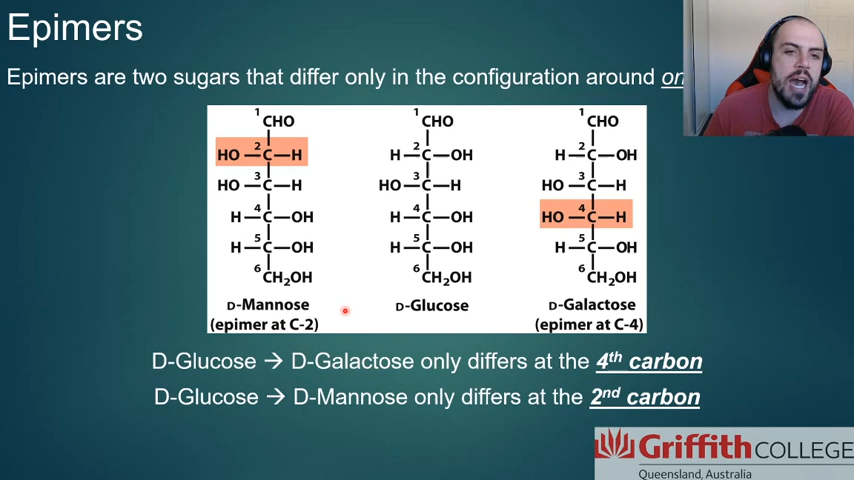 Epimers
Epimers are two sugars that differ only in the configuration around
1 CHO
HO—2C—H
HO—3C—H
H—4C—OH
H—5C—OH
6 CH₂OH
D-Mannose
(epimer at C-2)
1 CHO
H—2C—OH
HO—3C—H
H—4C—OH
H—5C—OH
6 CH₂OH
D-Glucose
1 CHO
H—2C—OH
HO—3C—H
HO—4C—H
H—5C—OH
6 CH₂OH
D-Galactose
(epimer at C-4)
D-Glucose → D-Galactose only differs at the 4th carbon
D-Glucose → D-Mannose only differs at the 2nd carbon
Griffith COLLEGE
Queensland, Australia